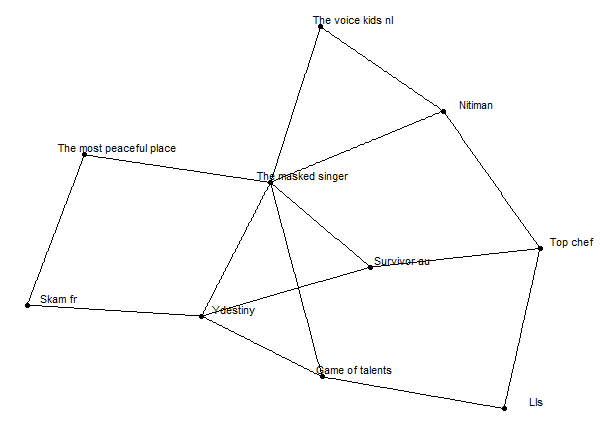 The voice kids nl
Nitiman
The most peaceful place
The masked singer
Top chef
Survivor au
Skam fr
Ydestiny
Game of talents
Lls